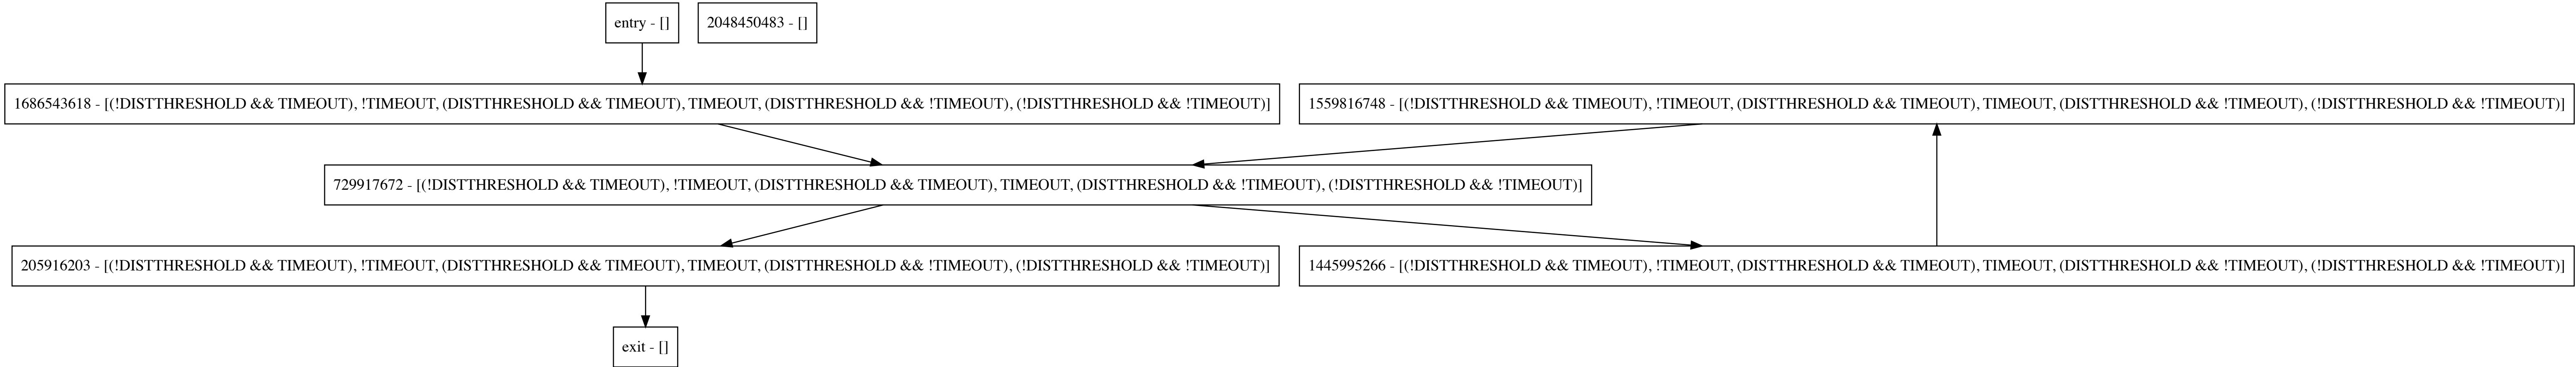 entry - []
2048450483 - []
1686543618 - [(!DISTTHRESHOLD && TIMEOUT), !TIMEOUT, (DISTTHRESHOLD && TIMEOUT), TIMEOUT, (DISTTHRESHOLD && !TIMEOUT), (!DISTTHRESHOLD && !TIMEOUT)]
1559816748 - [(!DISTTHRESHOLD && TIMEOUT), !TIMEOUT, (DISTTHRESHOLD && TIMEOUT), TIMEOUT, (DISTTHRESHOLD && !TIMEOUT), (!DISTTHRESHOLD && !TIMEOUT)]
729917672 - [(!DISTTHRESHOLD && TIMEOUT), !TIMEOUT, (DISTTHRESHOLD && TIMEOUT), TIMEOUT, (DISTTHRESHOLD && !TIMEOUT), (!DISTTHRESHOLD && !TIMEOUT)]
205916203 - [(!DISTTHRESHOLD && TIMEOUT), !TIMEOUT, (DISTTHRESHOLD && TIMEOUT), TIMEOUT, (DISTTHRESHOLD && !TIMEOUT), (!DISTTHRESHOLD && !TIMEOUT)]
1445995266 - [(!DISTTHRESHOLD && TIMEOUT), !TIMEOUT, (DISTTHRESHOLD && TIMEOUT), TIMEOUT, (DISTTHRESHOLD && !TIMEOUT), (!DISTTHRESHOLD && !TIMEOUT)]
exit - []